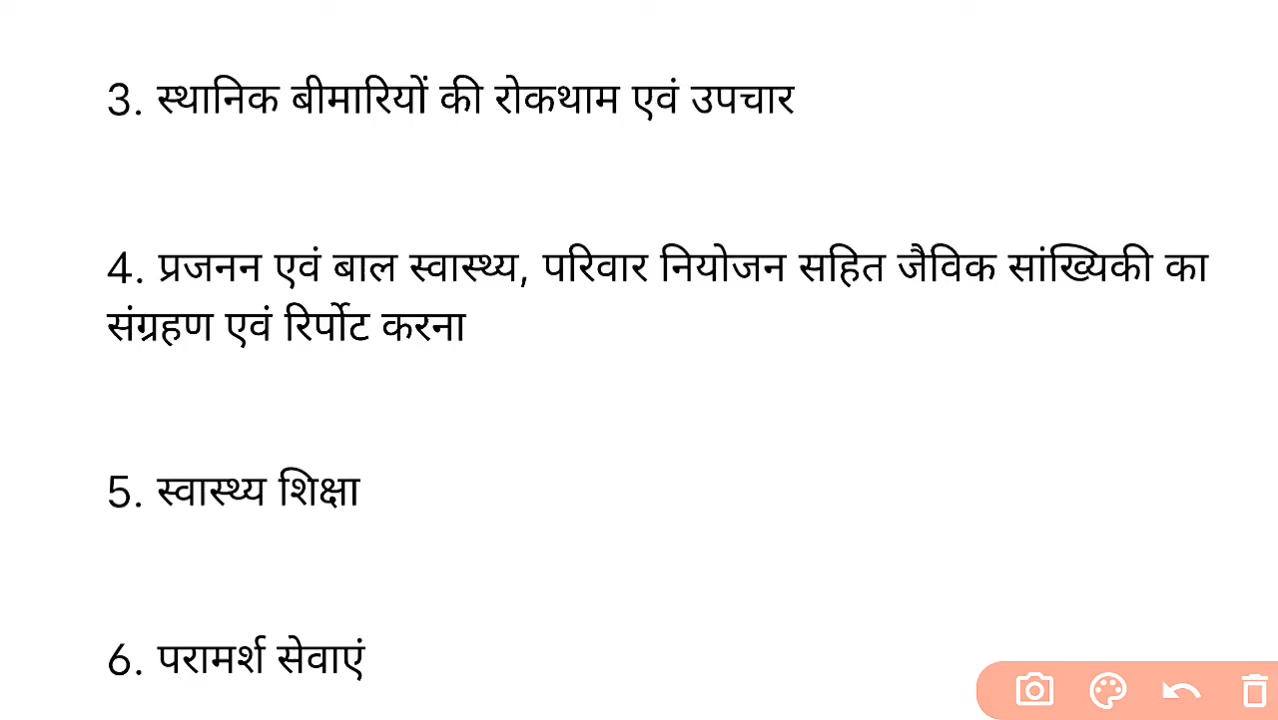 3. स्थानिक बीमारियों की रोकथाम एवं उपचार
4. प्रजनन एवं बाल स्वास्थ्य, परिवार नियोजन सहित जैविक सांख्यिकी का
संग्रहण एवं रिर्पोट करना
5. स्वास्थ्य शिक्षा
6. परामर्श सेवाएं